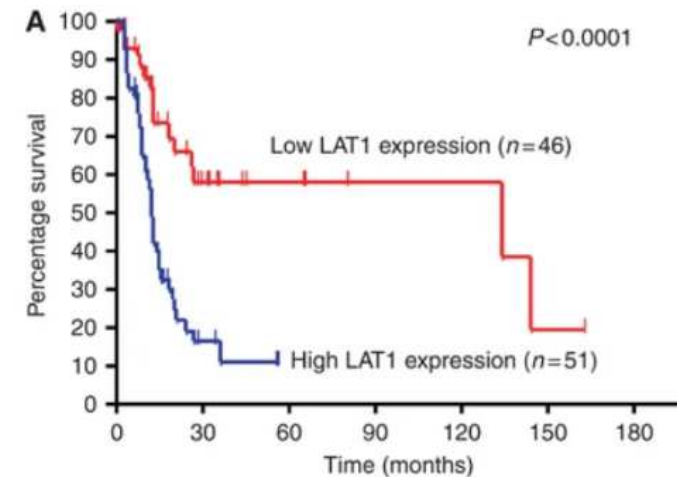 A
P<0.0001
Percentage survival
100
90
80
70
60
50
40
30
20
10
0
Low LAT1 expression (n=46)
High LAT1 expression (n=51)
0 30 60 90 120 150 180
Time (months)